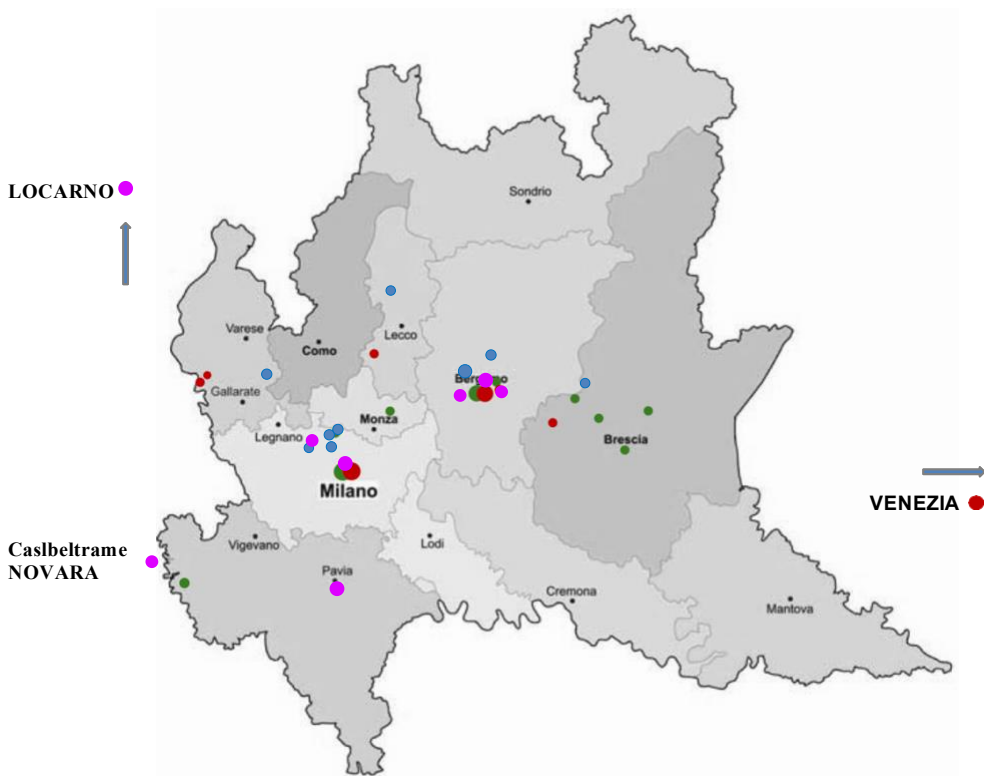 LOCARNO
Sondrio
Varese
Lecco
Como
Gallarate
Bergamo
Monza
Legnano
Brescia
Milano
VENEZIA
Caslbeltrame
NOVARA
Vigevano
Lodi
Pavia
Cremona
Mantova